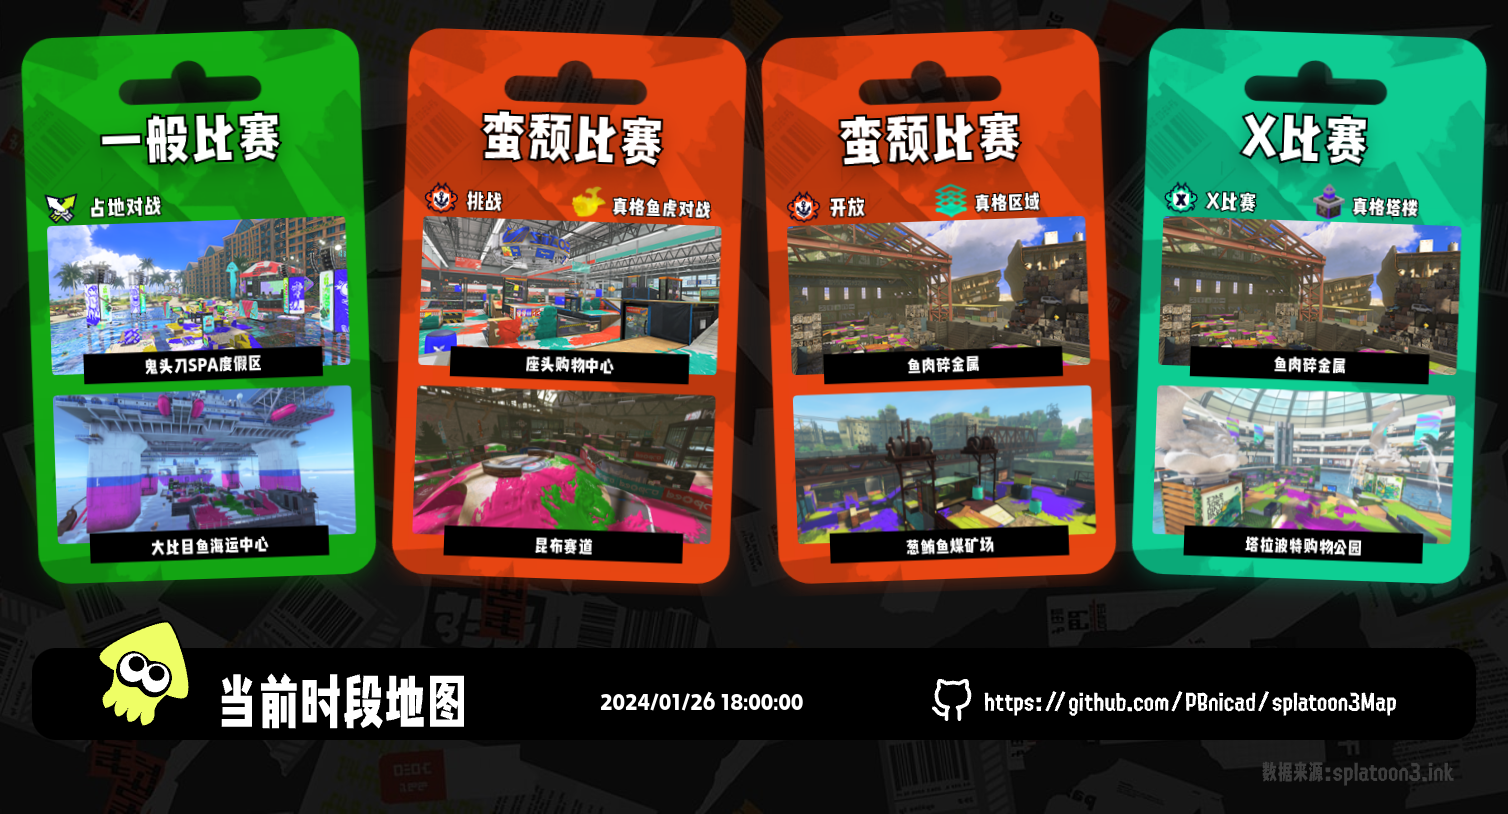 一般比赛
占地对战
鬼头刀SPA度假区
大比目鱼海运中心
蛮颓比赛
挑战
真格鱼虎对战
座头购物中心
昆布赛道
蛮颓比赛
开放
真格区域
鱼肉碎金属
葱鲔鱼煤矿场
X比赛
X比赛
真格塔楼
鱼肉碎金属
塔拉波特购物公园
当前时段地图
2024/01/26 18:00:00
https://github.com/PBnicad/splatoon3Map
数据来源:splatoon3.ink